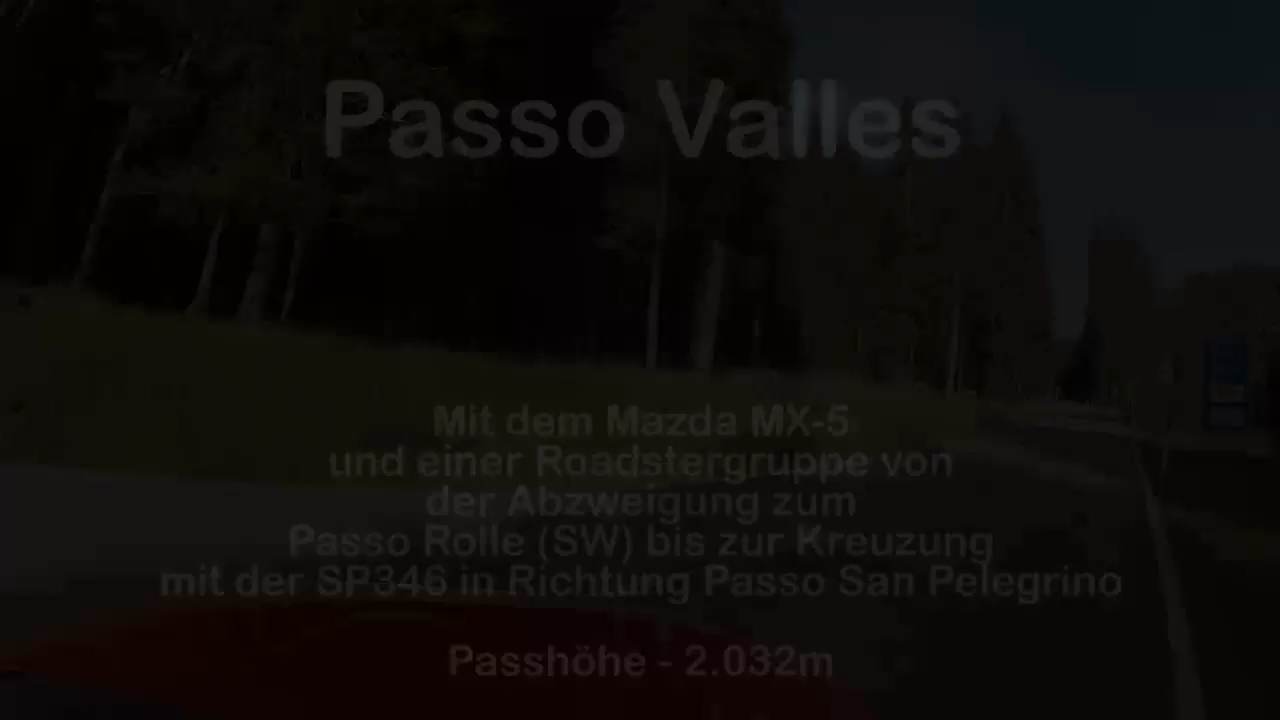 Passo Valles
Mit dem Mazda MX-5
und einer Roadstergruppe von
der Abzweigung zum
Passo Rolle (SW) bis zur Kreuzung
mit der SP346 in Richtung Passo San Pelegrino
Passhöhe - 2.032m